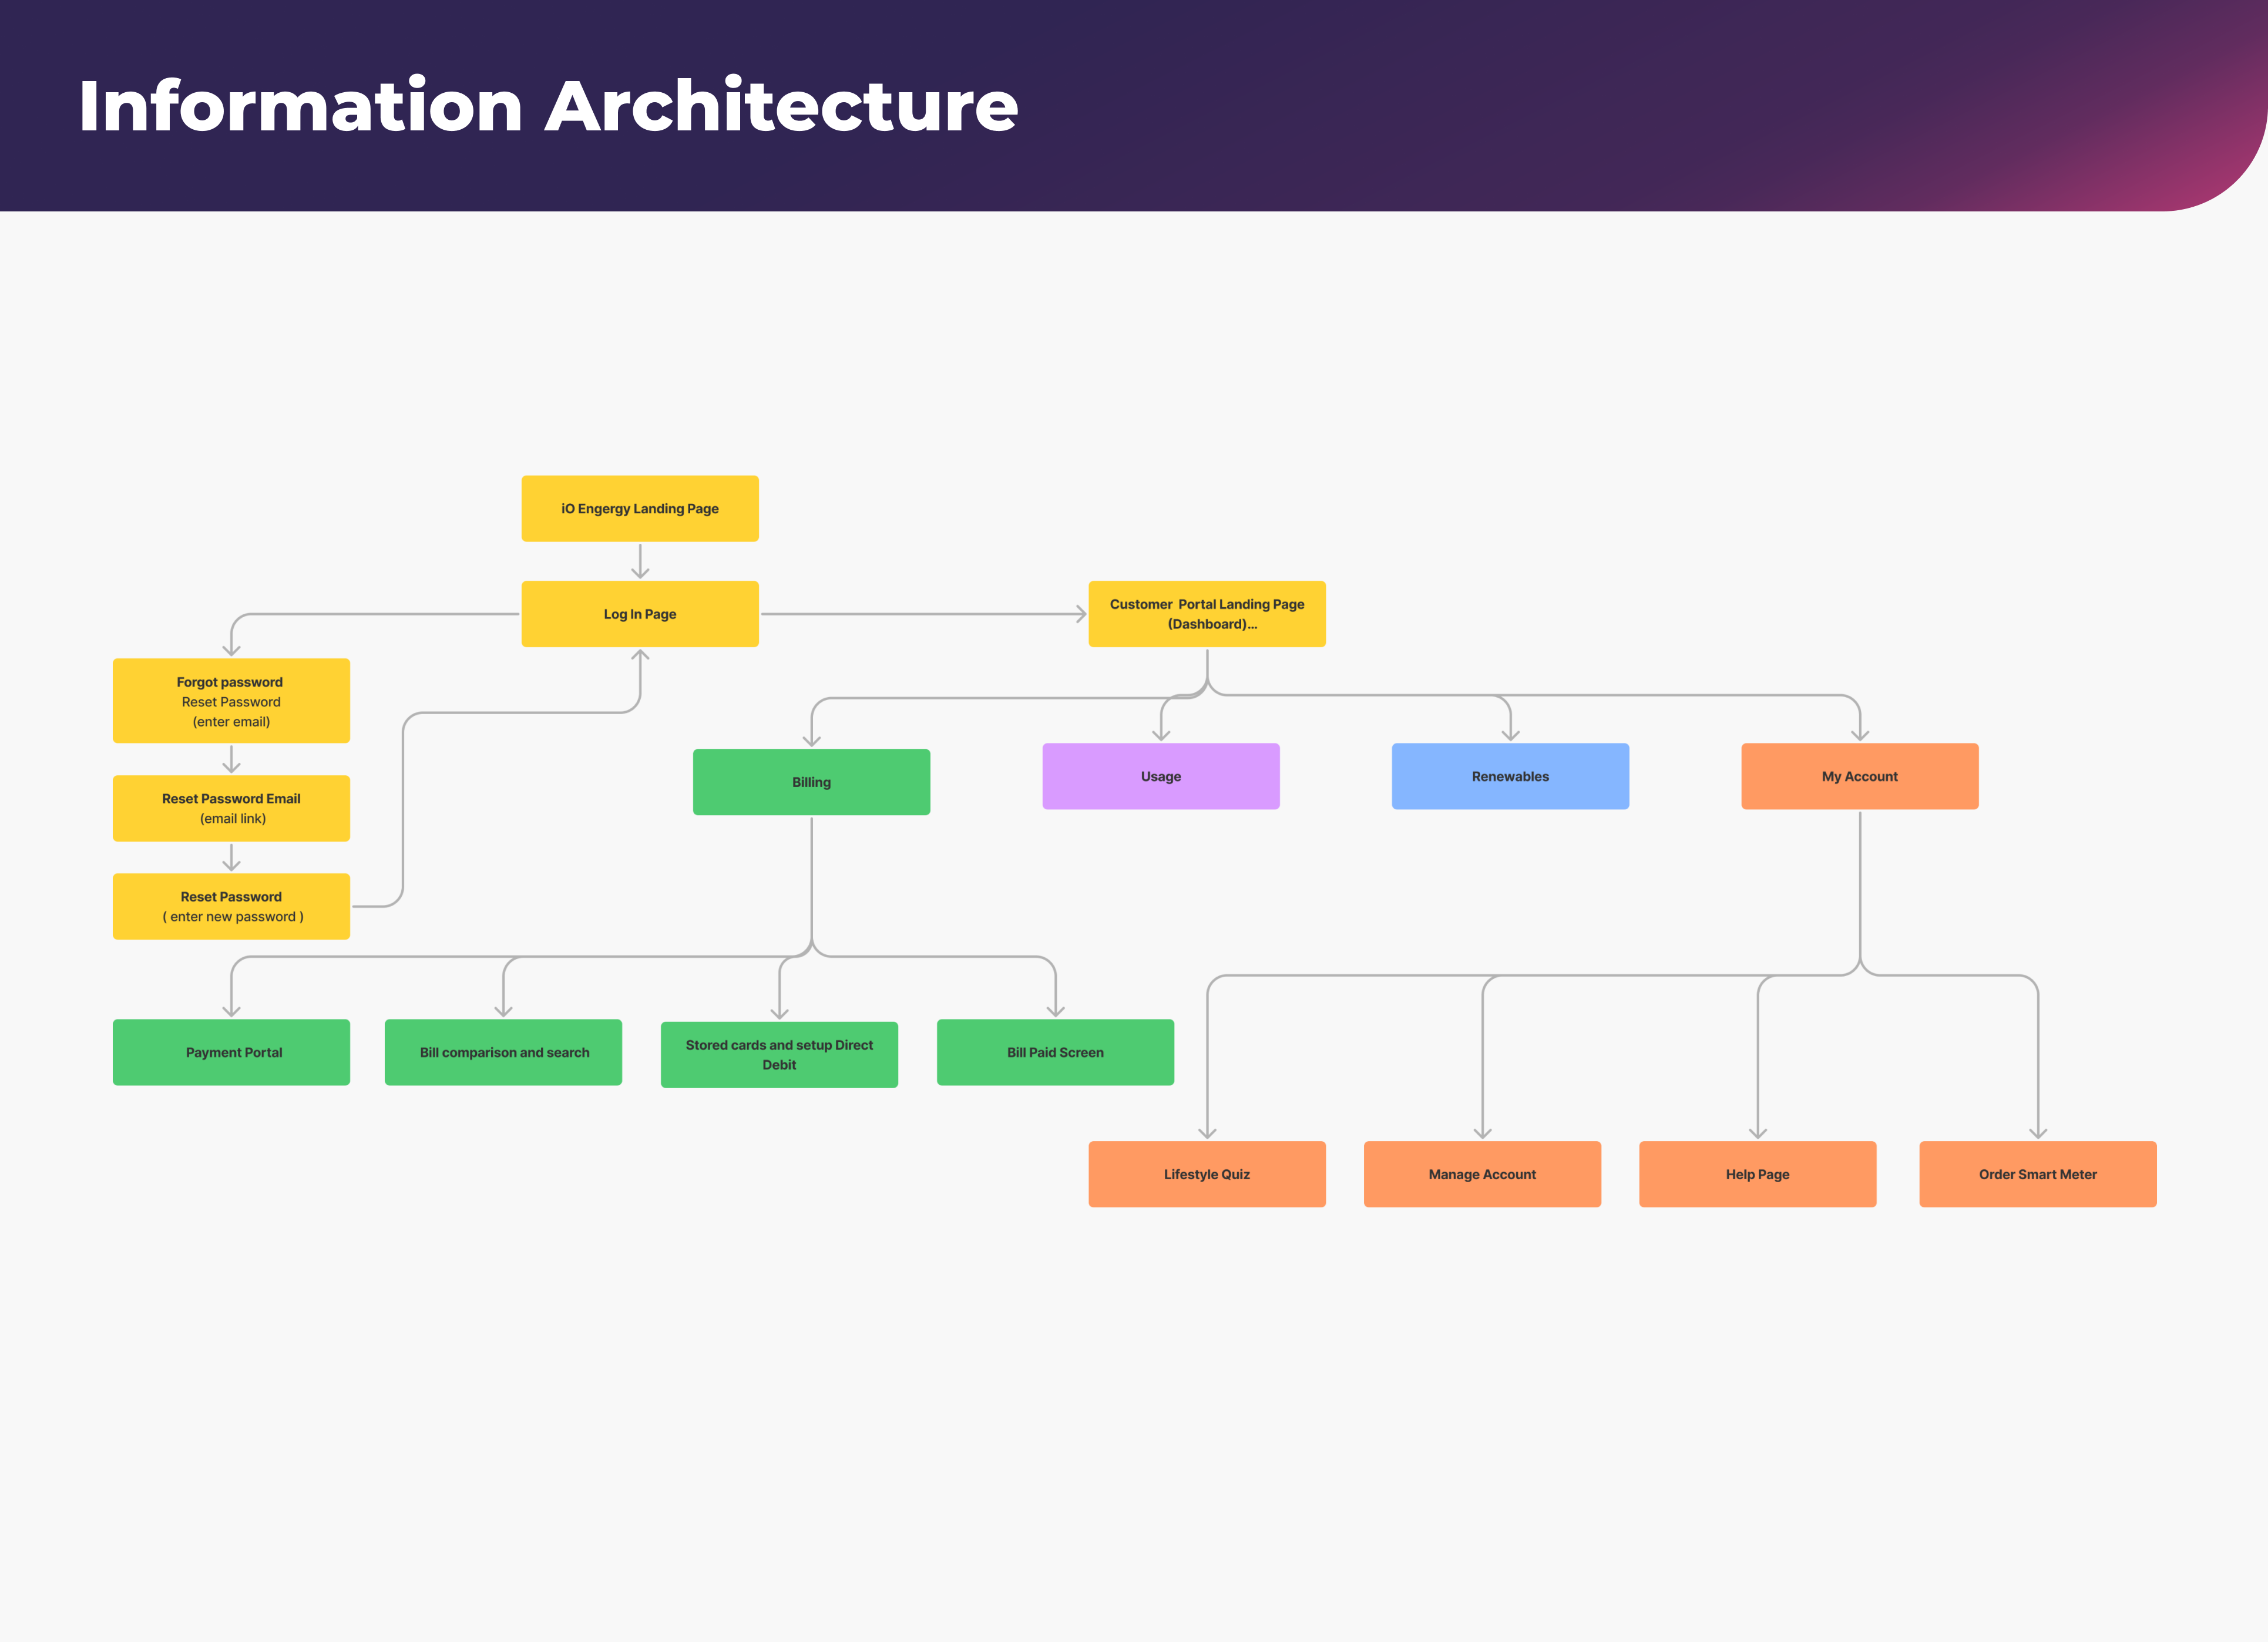 Information Architecture
iO Engergy Landing Page
Log In Page
Customer  Portal Landing Page
(Dashboard)...
Forgot password
Reset Password
(enter email)
Reset Password Email
(email link)
Reset Password
( enter new password )
Billing
Usage
Renewables
My Account
Payment Portal
Bill comparison and search
Stored cards and setup Direct
Debit
Bill Paid Screen
Lifestyle Quiz
Manage Account
Help Page
Order Smart Meter